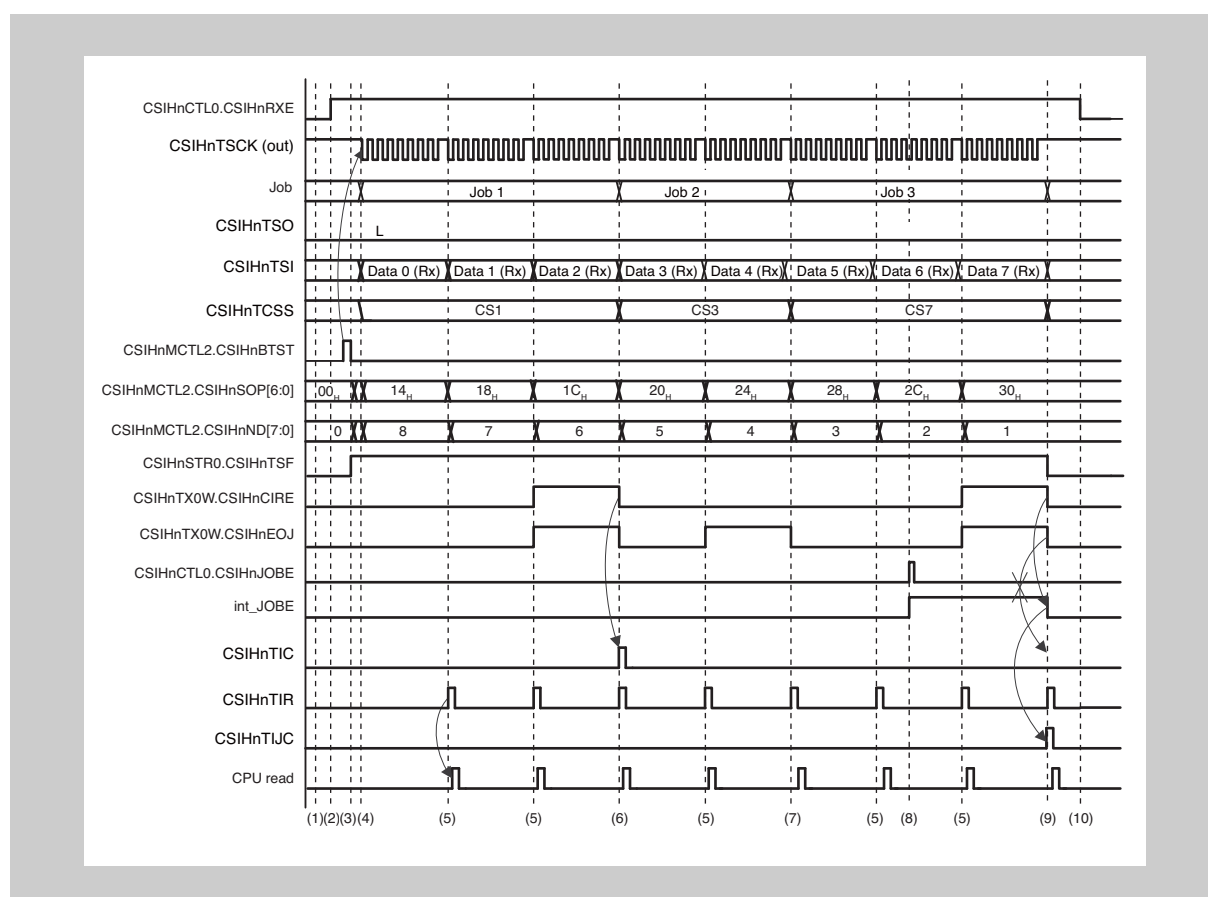 CSIHnCTL0.CSIHnRXE
CSIHnTSCK (out)
Job Job 1 Job 2 Job 3
CSIHnTSO L
CSIHnTSI Data 0 (Rx) Data 1 (Rx) Data 2 (Rx) Data 3 (Rx) Data 4 (Rx) Data 5 (Rx) Data 6 (Rx) Data 7 (Rx)
CSIHnTCSS CS1 CS3 CS7
CSIHnMCTL2.CSIHnBTST
CSIHnMCTL2.CSIHnSOP[6:0] 00H 14H 18H 1CH 20H 24H 28H 2CH 30H
CSIHnMCTL2.CSIHnND[7:0] 0 8 7 6 5 4 3 2 1
CSIHnSTR0.CSIHnTSF
CSIHnTX0W.CSIHnCIRE
CSIHnTX0W.CSIHnEOJ
CSIHnCTL0.CSIHnJOBE
int_JOBE
CSIHnTIC
CSIHnTIR
CSIHnTIJC
CPU read
(1)(2)(3)(4) (5) (5) (6) (5) (7) (5) (8) (5) (9) (10)